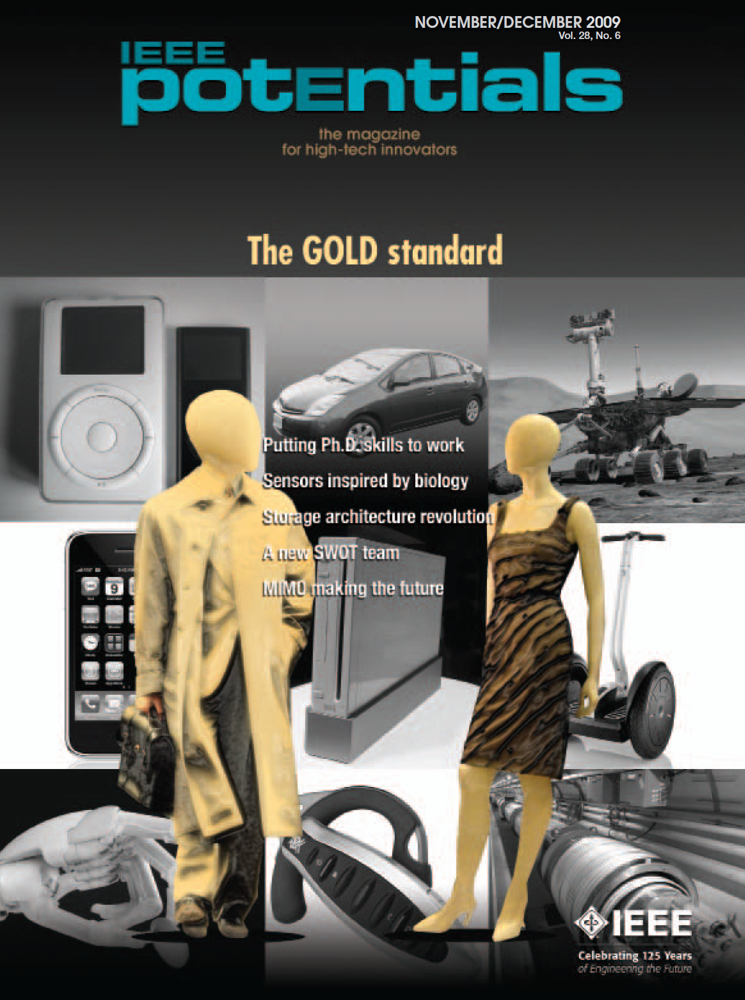 NOVEMBER/DECEMBER 2009
Vol. 28, No. 6
IEEE
potEntials
the magazine
for high-tech innovators
The GOLD standard
Putting Ph.D. skills to work
Sensors inspired by biology
Storage architecture revolution
A new SWOT team
MIMO making the future
9
IEEE
Celebrating 125 Years
of Engineering the Future